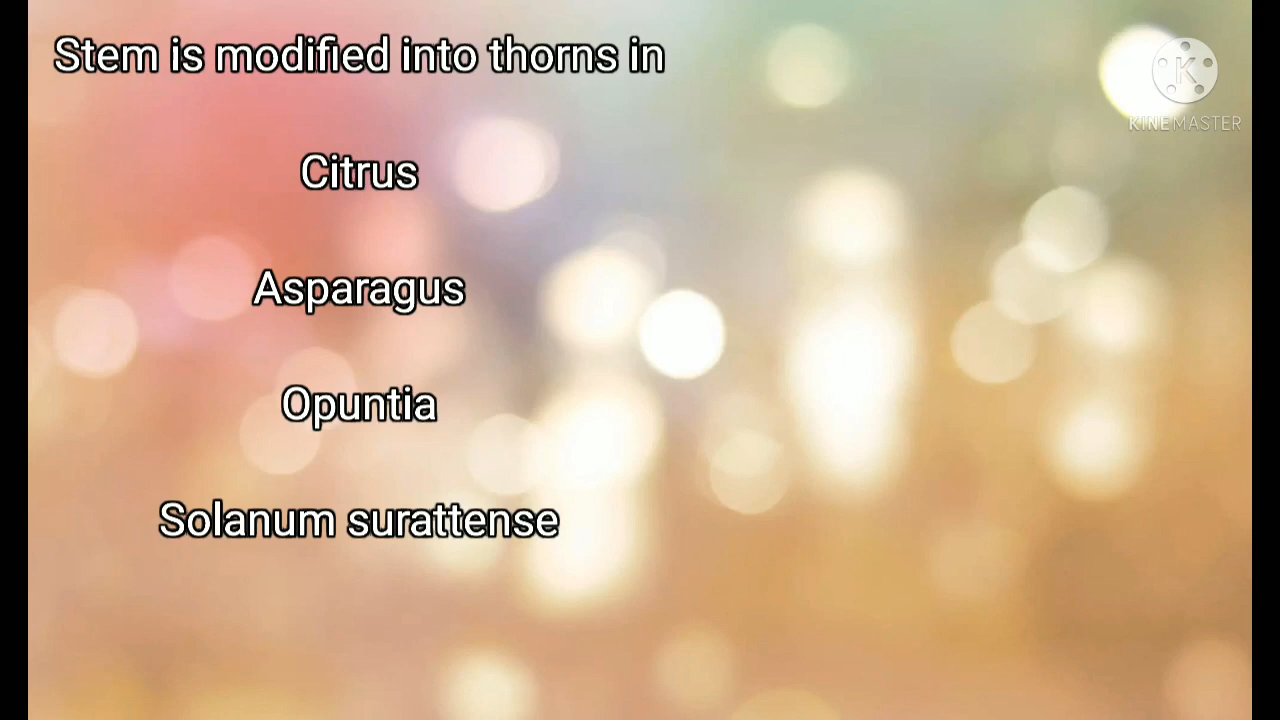 Stem is modified into thorns in
Citrus
Asparagus
Opuntia
Solanum surattense
K
KINEMASTER